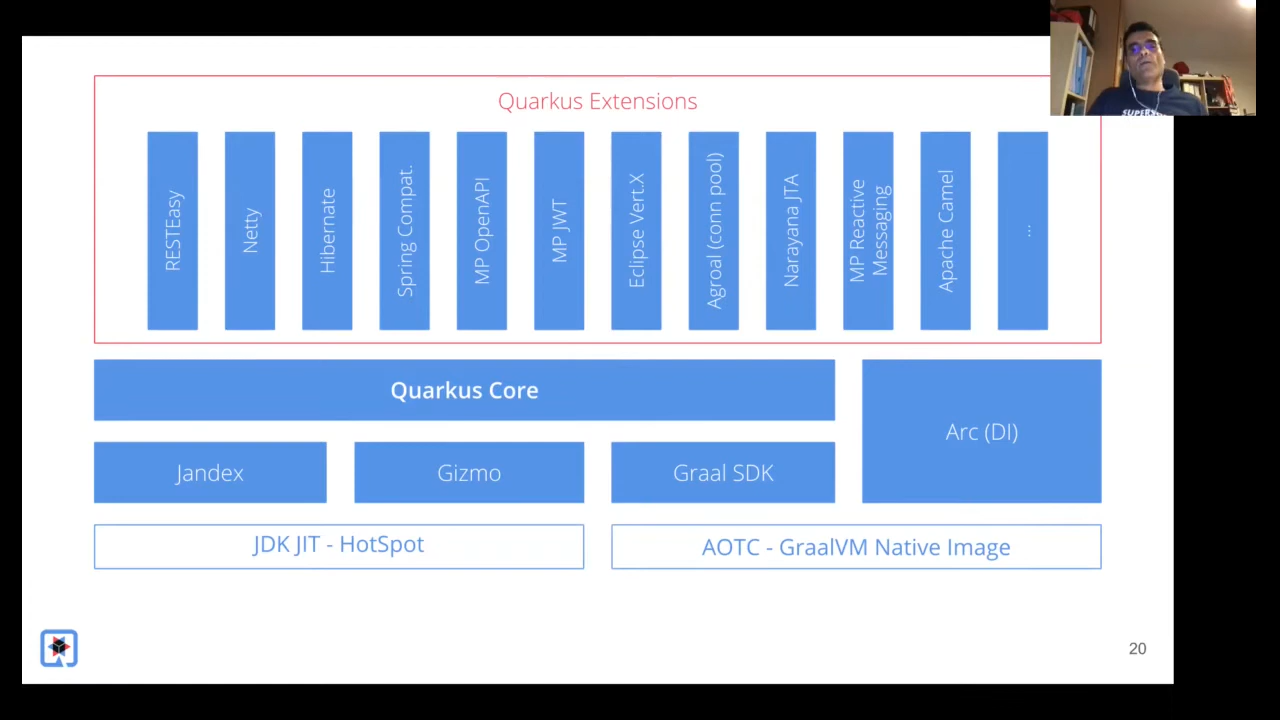 Quarkus Extensions
RESTEasy
Netty
Hibernate
Spring Compat.
MP OpenAPI
MP JWT
Eclipse Vert.X
Agroal (conn pool)
Narayana JTA
MP Reactive
Messaging
Apache Camel
...
Quarkus Core
Arc (DI)
Jandex
Gizmo
Graal SDK
JDK JIT - HotSpot
AOTC - GraalVM Native Image
20